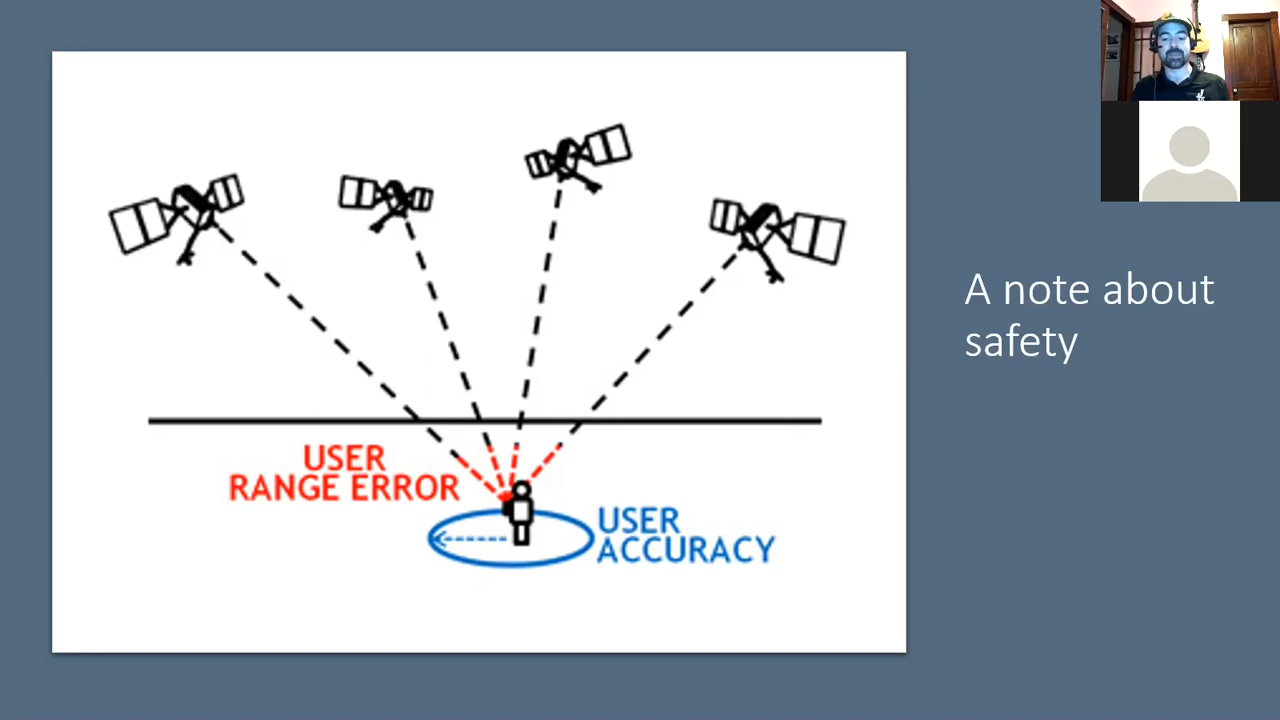 USER
RANGE ERROR
USER
ACCURACY
A note about
safety